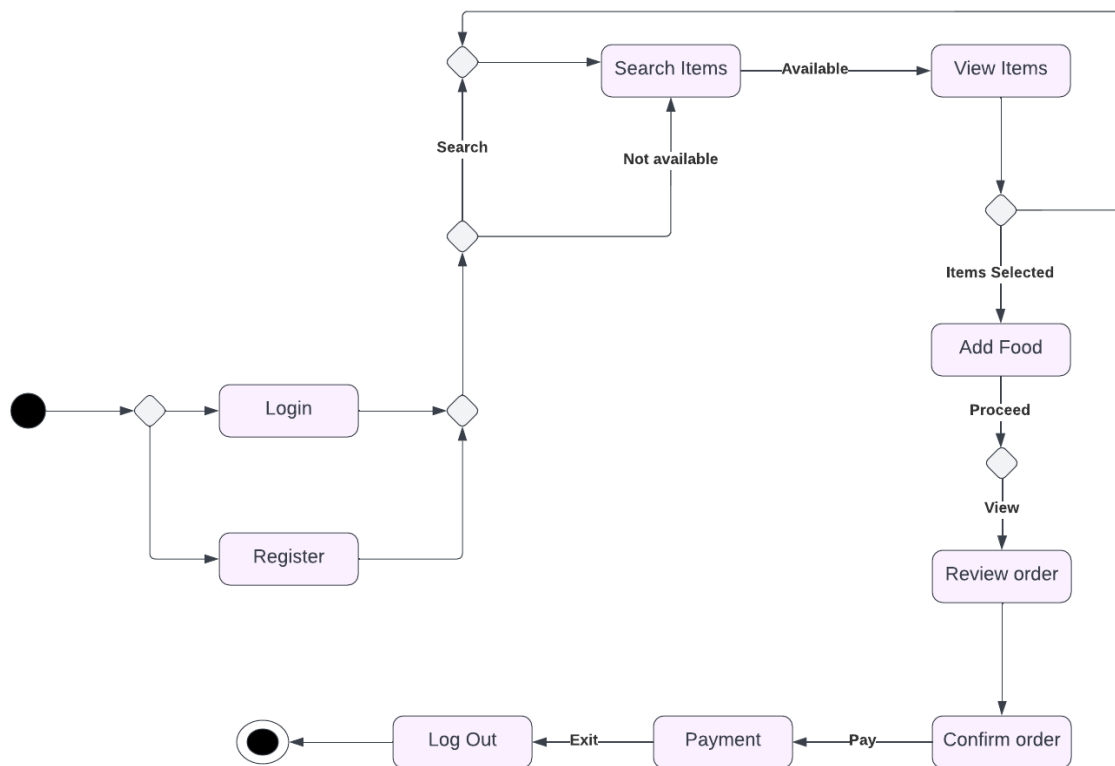 Search Items
Available
View Items
Search
Not available
Items Selected
Add Food
Login
Proceed
View
Register
Review order
Log Out
Exit
Payment
Pay
Confirm order